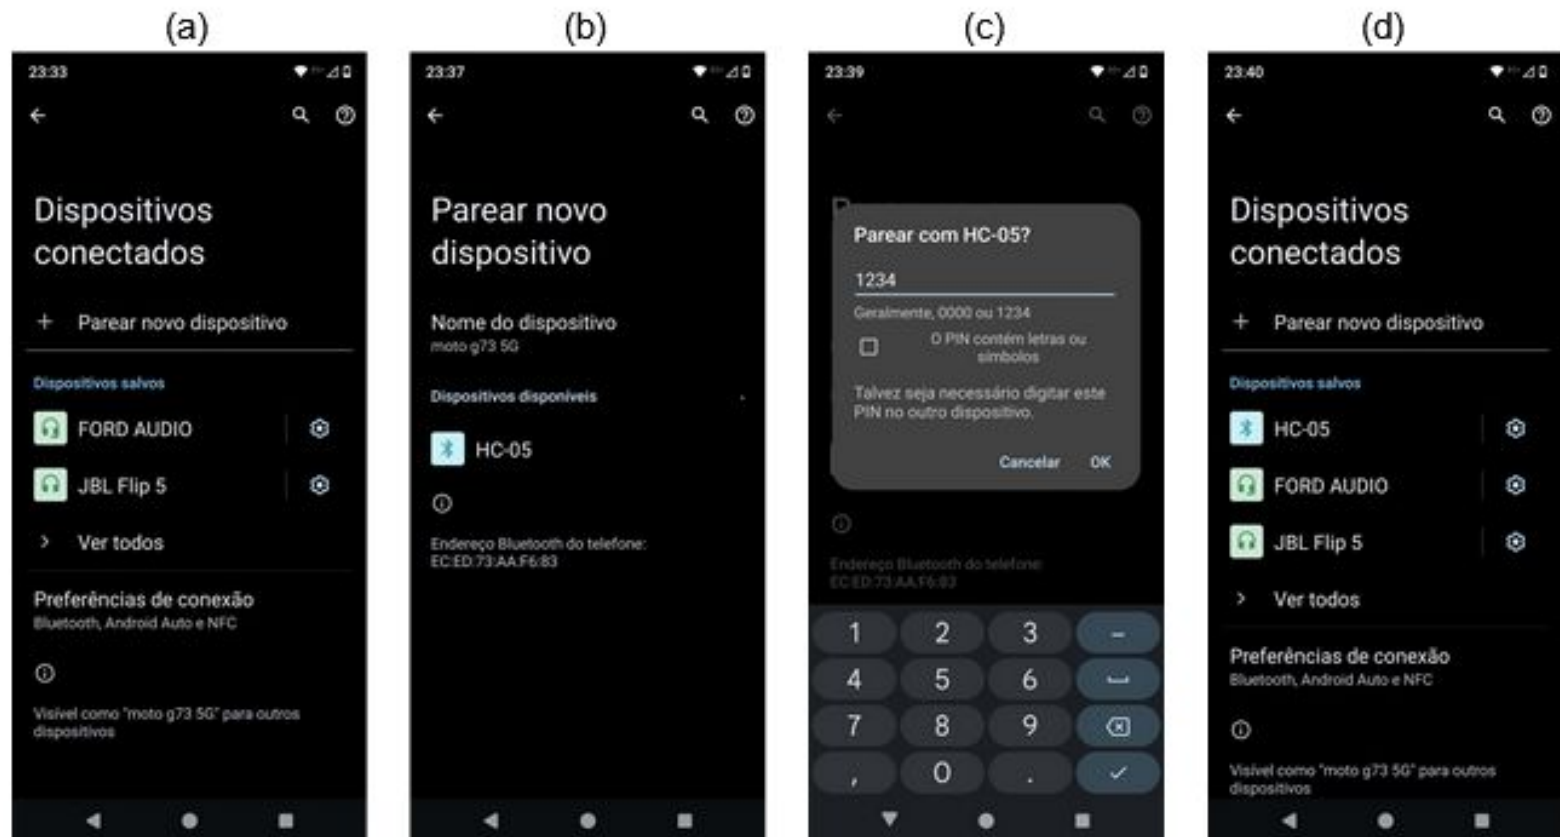 (a)
23:33
Dispositivos
conectados
+ Parear novo dispositivo
Dispositivos salvos
FORD AUDIO
JBL Flip 5
> Ver todos
Preferências de conexão
Bluetooth, Android Auto e NFC
Visível como "moto g73 5G" para outros
dispositivos
(b)
23:37
Parear novo
dispositivo
Nome do dispositivo
moto g73 5G
Dispositivos disponíveis
HC-05
Endereço Bluetooth do telefone:
EC:ED:73:AA:F6:83
(c)
23:39
Parear com HC-05?
1234
Geralmente, 0000 ou 1234
O PIN contém letras ou
símbolos
Talvez seja necessário digitar este
PIN no outro dispositivo.
Cancelar OK
Endereço Bluetooth do telefone:
EC:ED:73:AA:F6:83
1 2 3 -
4 5 6
7 8 9
, 0 .
(d)
23:40
Dispositivos
conectados
+ Parear novo dispositivo
Dispositivos salvos
HC-05
FORD AUDIO
JBL Flip 5
> Ver todos
Preferências de conexão
Bluetooth, Android Auto e NFC
Visível como "moto g73 5G" para outros
dispositivos